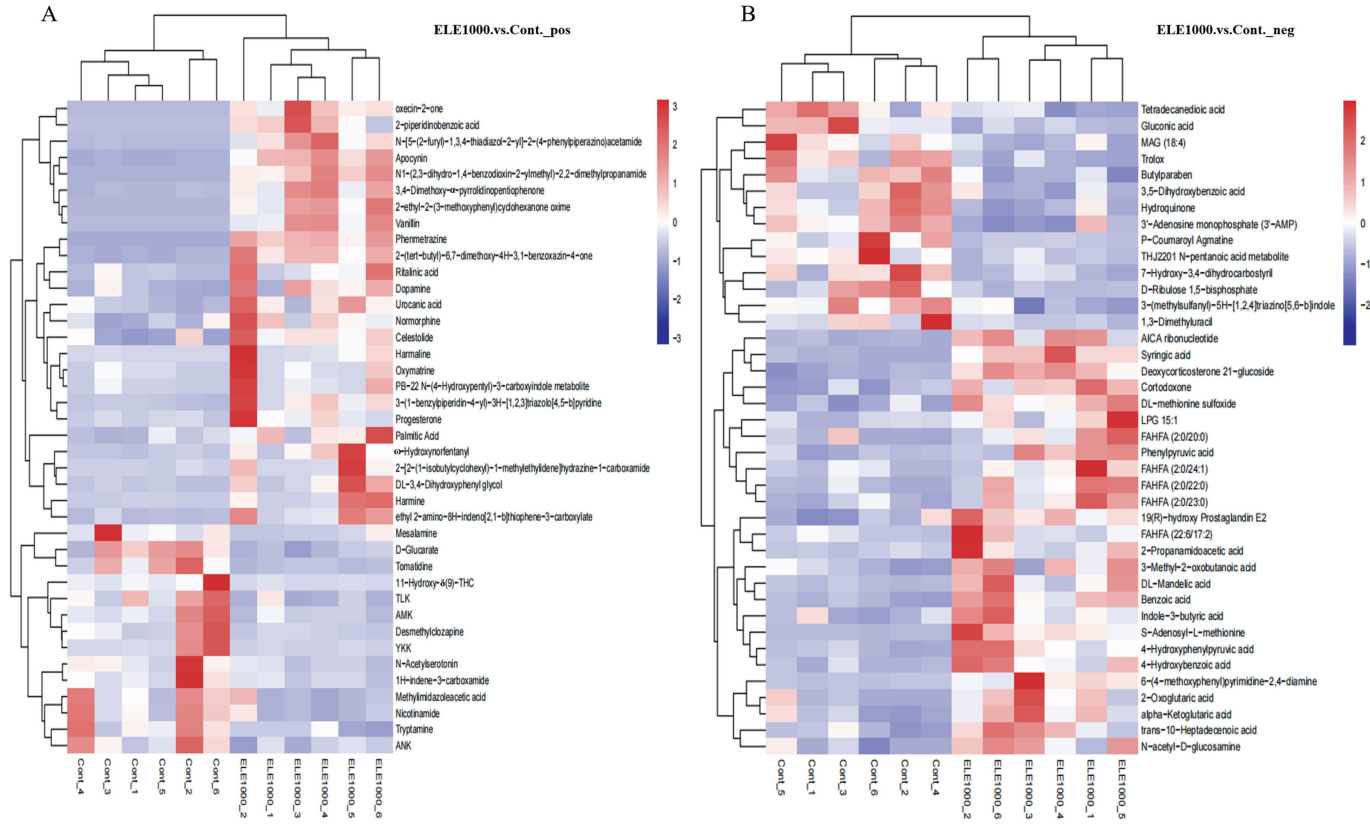 A
ELE1000.vs.Cont._pos
oxecin-2-one
2-piperidinobenzoic acid
N-[5-(2-furyl)-1,3,4-thiadiazol-2-yl]-2-(4-phenylpiperazino)acetamide
Apocynin
N1-(2,3-dihydro-1,4-benzodioxin-2-ylmethyl)-2,2-dimethylpropanamide
3,4-Dimethoxy-α-pyrrolidinopentiophenone
2-ethyl-2-(3-methoxyphenyl)cyclohexanone oxime
Vanillin
Phenmetrazine
2-(tert-butyl)-6,7-dimethoxy-4H-3,1-benzoxazin-4-one
Ritalinic acid
Dopamine
Urocanic acid
Normorphine
Celestolide
Harmaline
Oxymatrine
PB-22 N-(4-Hydroxypentyl)-3-carboxyindole metabolite
3-(1-benzylpiperidin-4-yl)-3H-[1,2,3]triazolo[4,5-b]pyridine
Progesterone
Palmitic Acid
ω-Hydroxynorfentanyl
2-[2-(1-isobutylcyclohexyl)-1-methylethylidene]hydrazine-1-carboxamide
DL-3,4-Dihydroxyphenyl glycol
Harmine
ethyl 2-amino-8H-indeno[2,1-b]thiophene-3-carboxylate
Mesalamine
D-Glucarate
Tomatidine
11-Hydroxy-δ(9)-THC
TLK
AMK
Desmethylclozapine
YKK
N-Acetylserotonin
1H-indene-3-carboxamide
Methylimidazoleacetic acid
Nicotinamide
Tryptamine
ANK
3
2
1
0
-1
-2
-3
Cont_4
Cont_3
Cont_1
Cont_5
Cont_2
Cont_6
ELE1000_2
ELE1000_1
ELE1000_3
ELE1000_4
ELE1000_5
ELE1000_6
B
ELE1000.vs.Cont._neg
Tetradecanedioic acid
Gluconic acid
MAG (18:4)
Trolox
Butylparaben
3,5-Dihydroxybenzoic acid
Hydroquinone
3'-Adenosine monophosphate (3'-AMP)
P-Coumaroyl Agmatine
THJ2201 N-pentanoic acid metabolite
7-Hydroxy-3,4-dihydrocarbostyril
D-Ribulose 1,5-bisphosphate
3-(methylsulfanyl)-5H-[1,2,4]triazino[5,6-b]indole
1,3-Dimethyluracil
AICA ribonucleotide
Syringic acid
Deoxycorticosterone 21-glucoside
Cortodoxone
DL-methionine sulfoxide
LPG 15:1
FAHFA (2:0/20:0)
Phenylpyruvic acid
FAHFA (2:0/24:1)
FAHFA (2:0/22:0)
FAHFA (2:0/23:0)
19(R)-hydroxy Prostaglandin E2
FAHFA (22:6/17:2)
2-Propanamidoacetic acid
3-Methyl-2-oxobutanoic acid
DL-Mandelic acid
Benzoic acid
Indole-3-butyric acid
S-Adenosyl-L-methionine
4-Hydroxyphenylpyruvic acid
4-Hydroxybenzoic acid
6-(4-methoxyphenyl)pyrimidine-2,4-diamine
2-Oxoglutaric acid
alpha-Ketoglutaric acid
trans-10-Heptadecenoic acid
N-acetyl-D-glucosamine
2
1
0
-1
-2
Cont_5
Cont_1
Cont_3
Cont_6
Cont_2
Cont_4
ELE1000_2
ELE1000_6
ELE1000_3
ELE1000_4
ELE1000_1
ELE1000_5